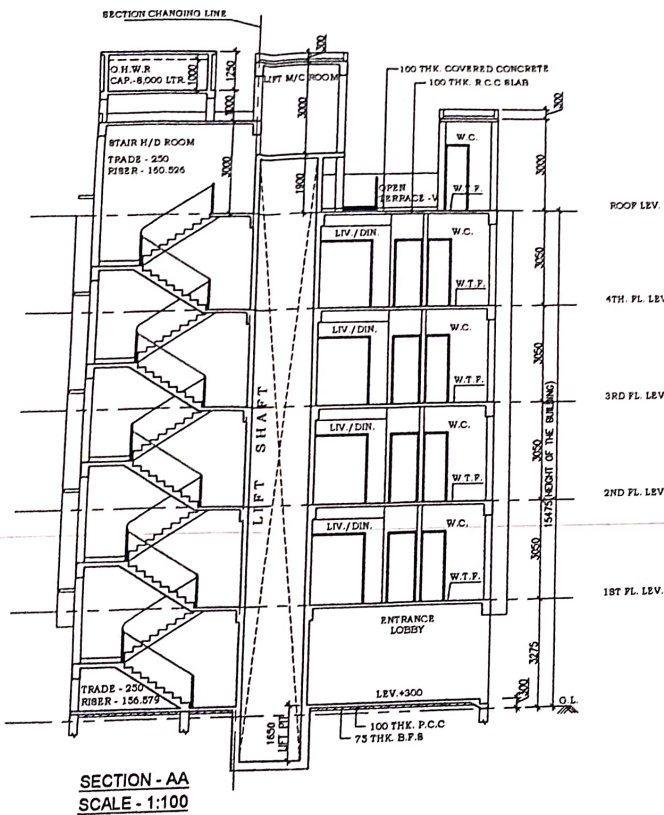 SECTION CHANGING LINE
300
O.H.W.R
CAP.-8,000 LTR.
1000
1250
LIFT M/C ROOM
100 THK. COVERED CONCRETE
100 THK. R.C.C SLAB
300
STAIR H/D ROOM
TRADE - 250
RISER - 160.526
3000
3000
W.C.
3000
1900
OPEN
TERRACE
W.T.F.
ROOF LEV.
LIV./DIN.
W.C.
W.T.F.
3050
4TH. FL. LEV
LIV./DIN.
W.C.
W.T.F.
3050
3RD FL. LEV
LIFT SHAFT
LIV./DIN.
W.C.
W.T.F.
3050
15475(HEIGHT OF THE BUILDING)
2ND FL. LEV
LIV./DIN.
W.C.
W.T.F.
3050
1ST FL. LEV
ENTRANCE
LOBBY
3275
TRADE - 250
RISER - 156.579
LEV.+300
300
G.L.
1650
LIFT PIT
100 THK. P.C.C
75 THK. B.F.S
SECTION - AA
SCALE - 1:100